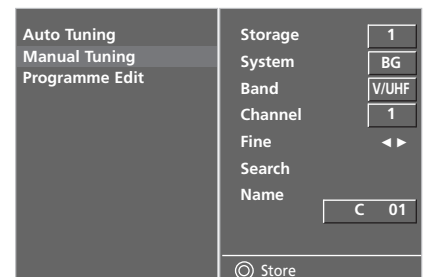 Auto Tuning
Manual Tuning
Programme Edit
Storage 1
System BG
Band V/UHF
Channel 1
Fine ◄ ►
Search
Name
C 01
Store